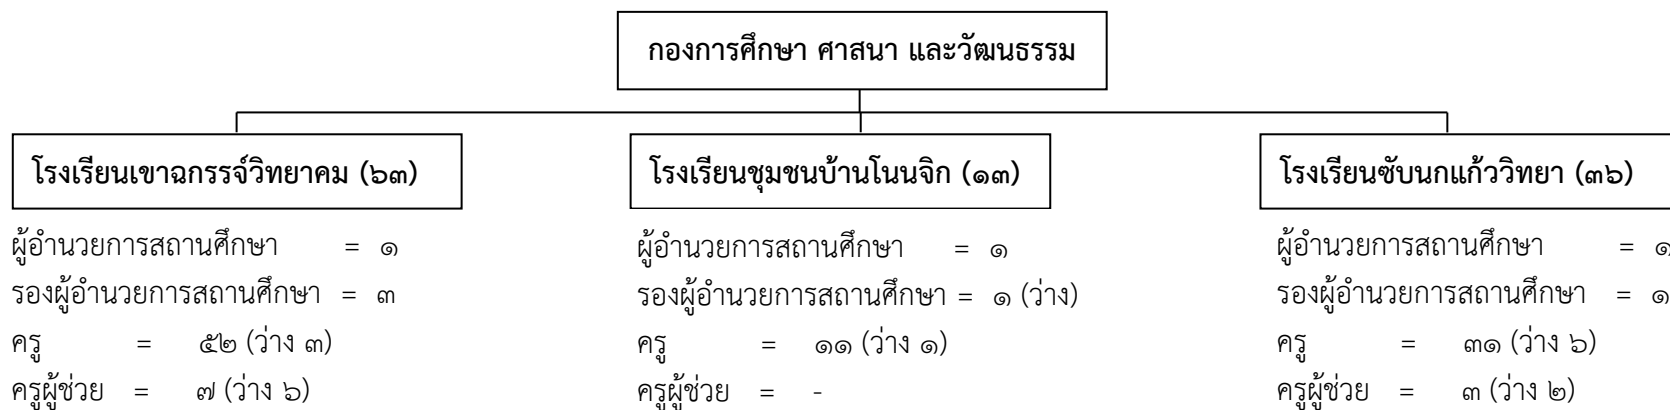 กองการศึกษา ศาสนา และวัฒนธรรม
โรงเรียนเขาฉกรรจ์วิทยาคม (๖๓)
ผู้อำนวยการสถานศึกษา = ๑
รองผู้อำนวยการสถานศึกษา = ๓
ครู = ๕๒ (ว่าง ๓)
ครูผู้ช่วย = ๗ (ว่าง ๖)
โรงเรียนชุมชนบ้านโนนจิก (๑๓)
ผู้อำนวยการสถานศึกษา = ๑
รองผู้อำนวยการสถานศึกษา = ๑ (ว่าง)
ครู = ๑๑ (ว่าง ๑)
ครูผู้ช่วย = -
โรงเรียนซับนกแก้ววิทยา (๓๖)
ผู้อำนวยการสถานศึกษา = ๑
รองผู้อำนวยการสถานศึกษา = ๑
ครู = ๓๑ (ว่าง ๖)
ครูผู้ช่วย = ๓ (ว่าง ๒)